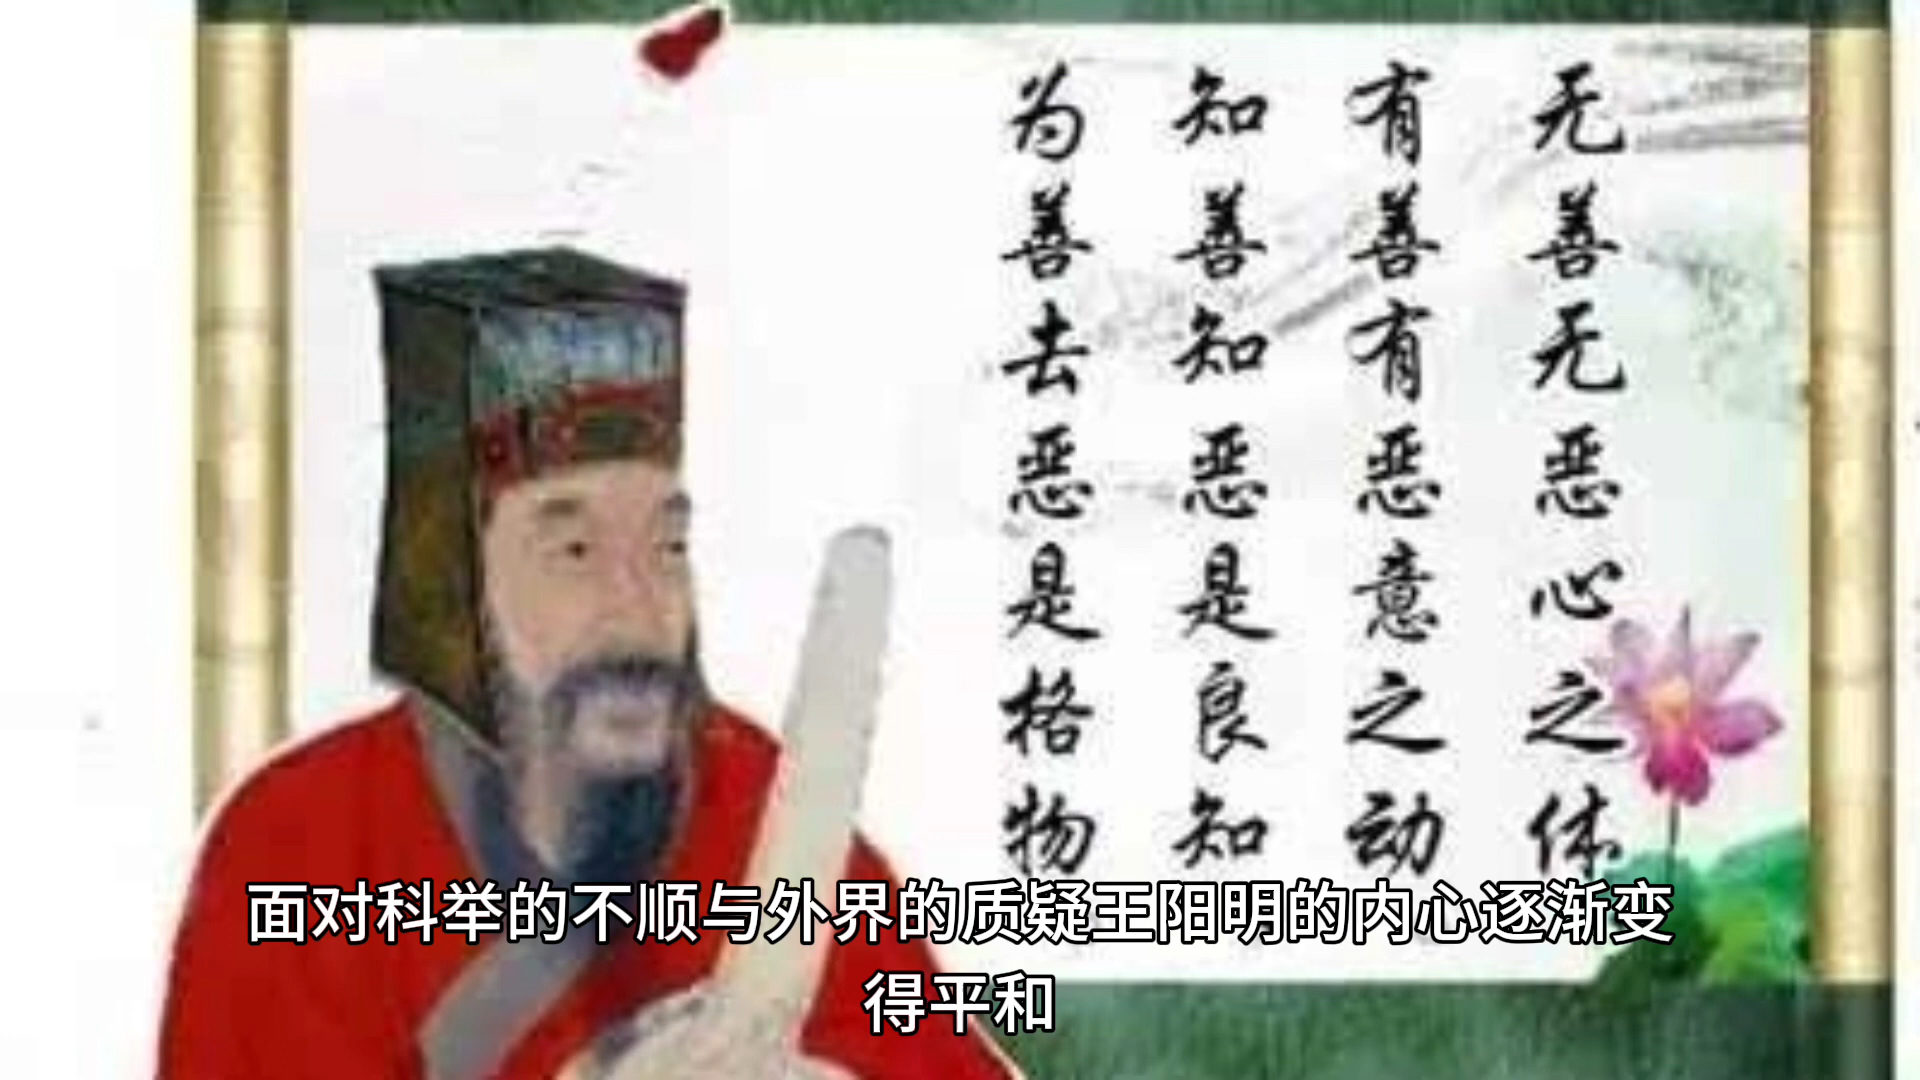 无善无恶心之体
有善有恶意之动
知善知恶是良知
为善去恶是格物
面对科举的不顺与外界的质疑王阳明的内心逐渐变
得平和